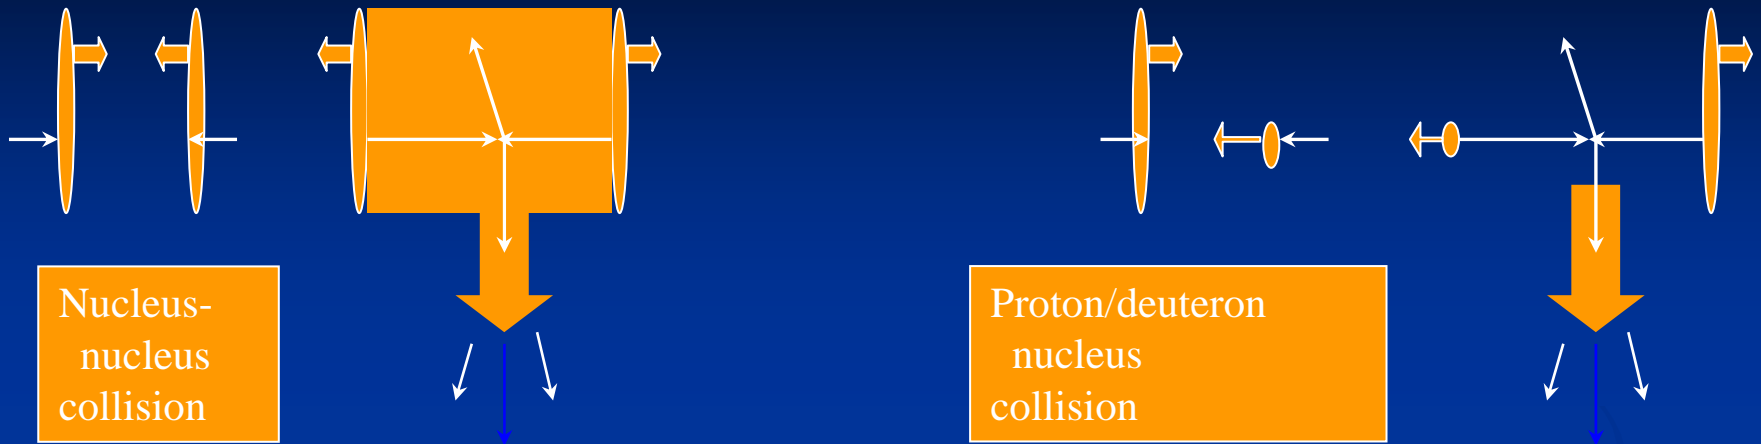 Nucleus-
nucleus
collision
Proton/deuteron
nucleus
collision